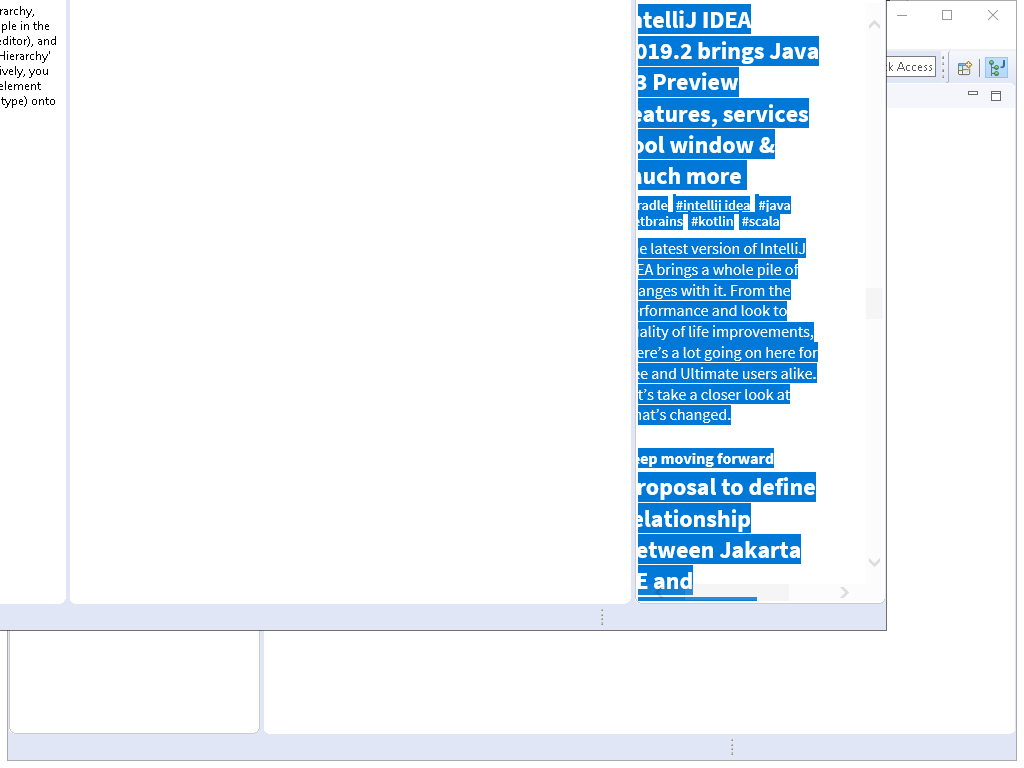 rarchy,
ple in the
editor), and
Hierarchy'
ively, you
element
type) onto
ntelliJ IDEA
019.2 brings Java
3 Preview
eatures, services
ool window &
much more
radle #intellij idea #java
etbrains #kotlin #scala
e latest version of IntelliJ
EA brings a whole pile of
anges with it. From the
rformance and look to
ality of life improvements,
ere's a lot going on here for
ee and Ultimate users alike.
t's take a closer look at
hat's changed.
eep moving forward
roposal to define
elationship
etween Jakarta
E and
k Access